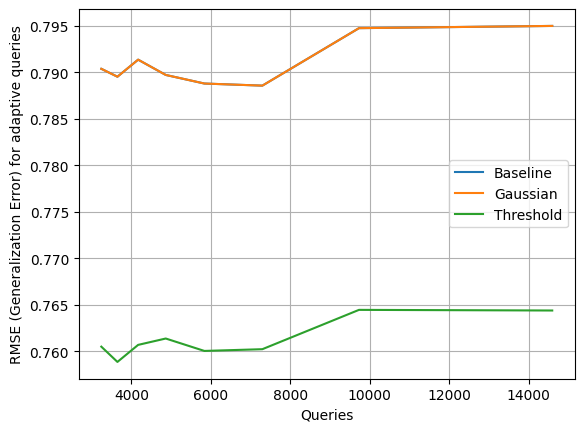 RMSE (Generalization Error) for adaptive queries
0.795
0.790
0.785
0.780
0.775
0.770
0.765
0.760
Baseline
Gaussian
Threshold
4000 6000 8000 10000 12000 14000
Queries